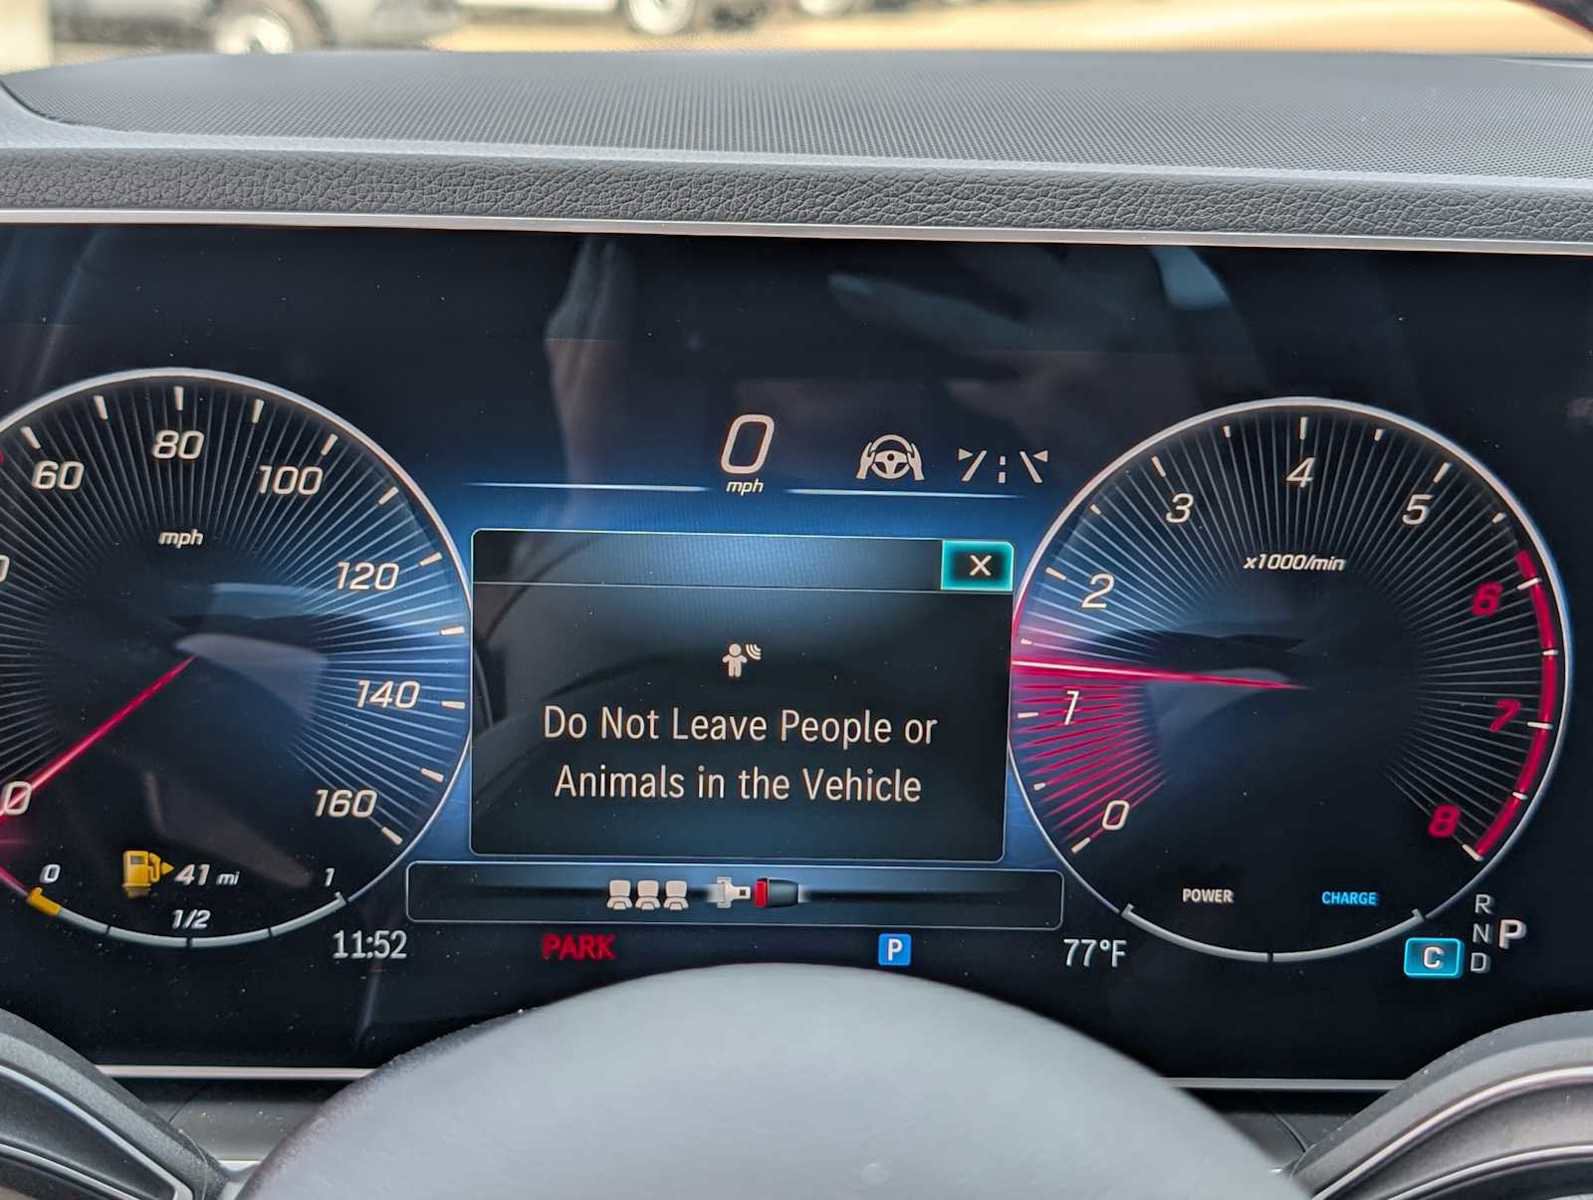 60
80
100
120
140
160
mph
0
0
41 mi
1
1/2
11:52
0
mph
X
Do Not Leave People or
Animals in the Vehicle
PARK
P
77°F
0
1
2
3
4
5
6
7
8
x1000/min
POWER
CHARGE
R
N
D
P
C